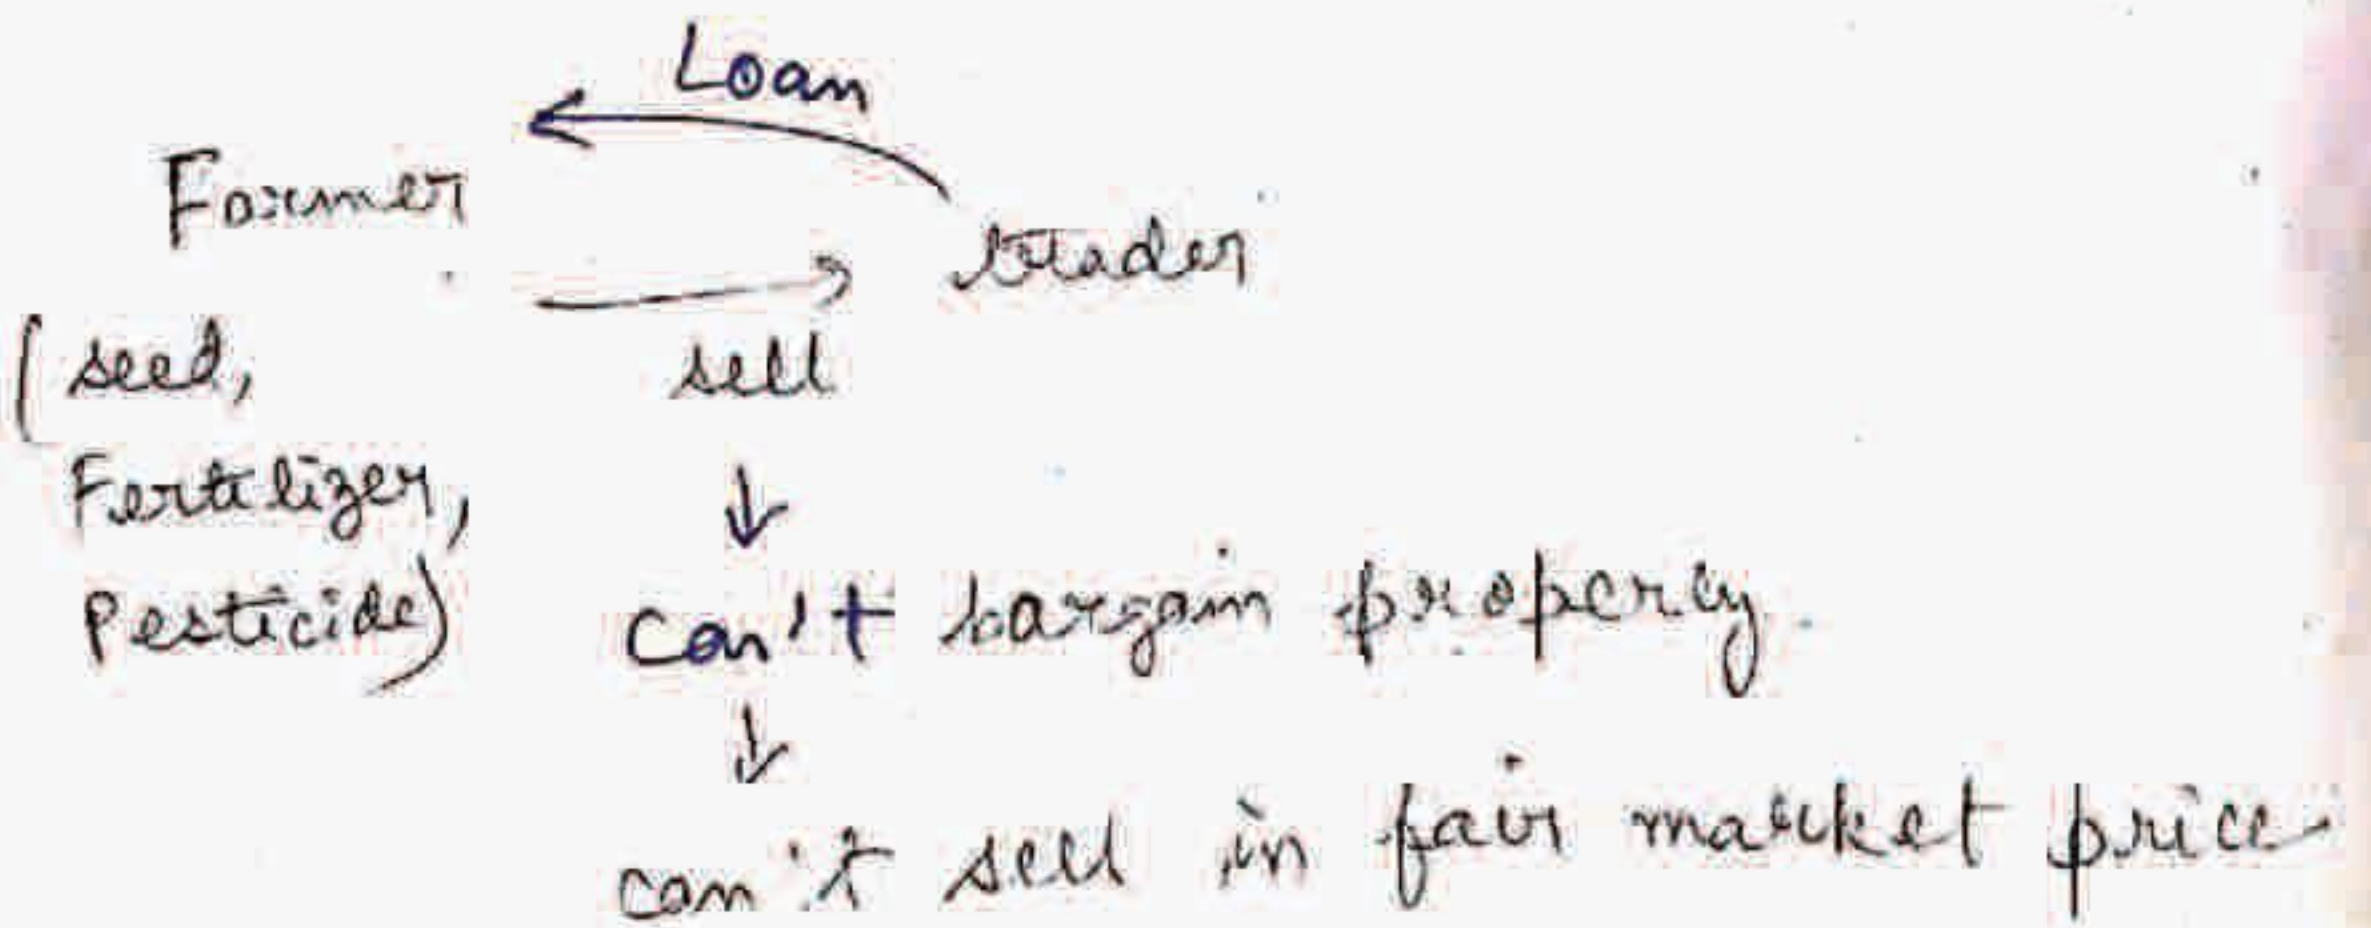 Loan
Farmer
trader
(seed,
sell
Fertilizer,
Pesticide)
can't bargain properly.
can't sell in fair market price